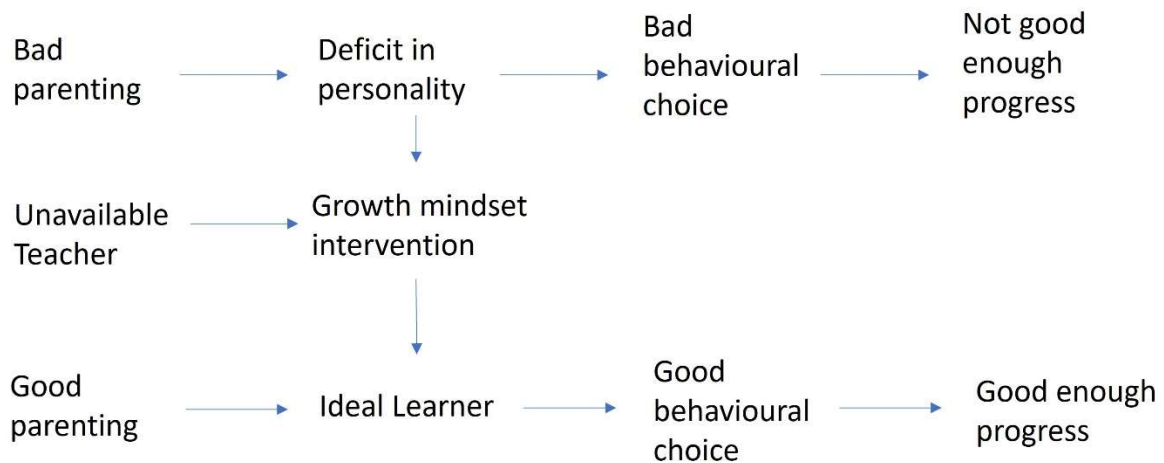 Bad
parenting
Deficit in
personality
Bad
behavioural
choice
Not good
enough
progress
Unavailable
Teacher
Growth mindset
intervention
Good
parenting
Ideal Learner
Good
behavioural
choice
Good enough
progress